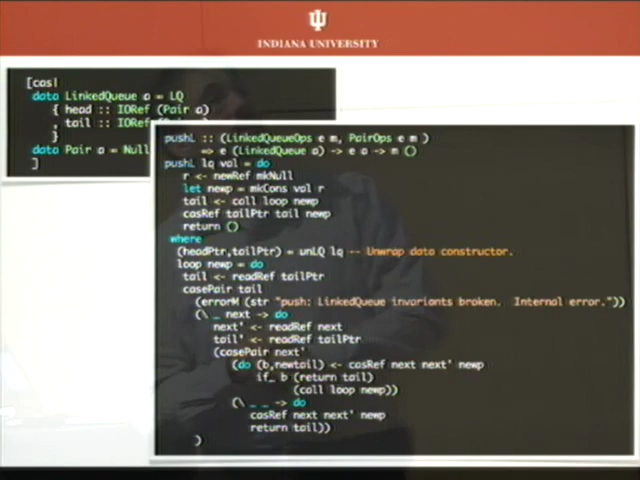 INDIANA UNIVERSITY
[cas|
data LinkedQueue a = LQ
{ head :: IORef (Pair a)
, tail :: IORef
}
data Pair a = Null
|]
pushL :: (LinkedQueueOps e m, PairOps e m )
=> e (LinkedQueue a) -> e a -> m ()
pushL lq val = do
r <- newRef mkNull
let newp = mkCons val r
tail <- call loop newp
casRef tailPtr tail newp
return ()
where
(headPtr,tailPtr) = unLQ lq -- Unwrap data constructor.
loop newp = do
tail <- readRef tailPtr
casePair tail
(errorM (str "push: LinkedQueue invariants broken.  Internal error."))
(\ _ next -> do
next' <- readRef next
tail' <- readRef tailPtr
(casePair next'
(do (b,newtail) <- casRef next next' newp
if_ b (return tail)
(call loop newp))
(\ _ _ -> do
casRef next next' newp
return tail))
)